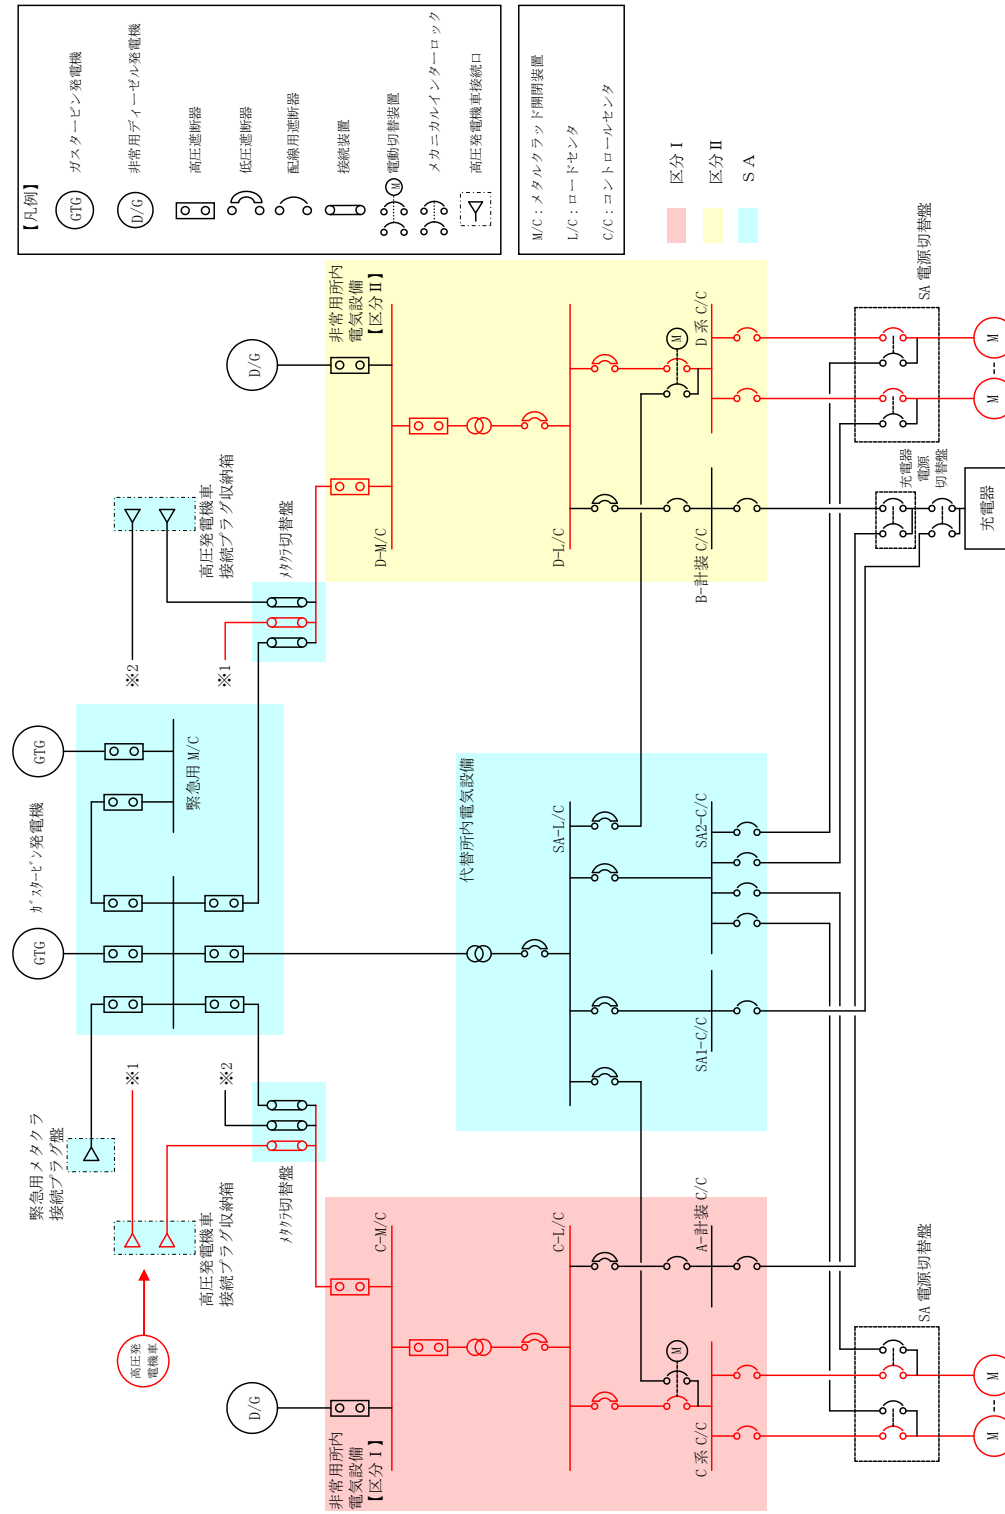 【凡例】
GTG
ガスタービン発電機
D/G
非常用ディーゼル発電機
高圧遮断器
低圧遮断器
配線用遮断器
接続装置
M
電動切替装置
メカニカルインターロック
高圧発電機車接続口
M/C：メタルクラッド開閉装置
L/C：ロードセンタ
C/C：コントロールセンタ
区分Ⅰ
区分Ⅱ
ＳＡ
緊急用メタクラ
接続プラグ盤
GTG
ｶﾞｽﾀｰﾋﾞﾝ発電機
GTG
緊急用 M/C
高圧発
電機車
※1
高圧発電機車
接続プラグ収納箱
※2
ﾒﾀｸﾗ切替盤
高圧発電機車
接続プラグ収納箱
※2
※1
ﾒﾀｸﾗ切替盤
D/G
非常用所内
電気設備
【区分Ⅰ】
C-M/C
C-L/C
M
C 系 C/C
A-計装 C/C
代替所内電気設備
SA-L/C
SA1-C/C
SA2-C/C
D/G
非常用所内
電気設備
【区分Ⅱ】
D-M/C
D-L/C
M
B-計装 C/C
D 系 C/C
SA 電源切替盤
M
M
充電器
電源
切替盤
充電器
SA 電源切替盤
M
M